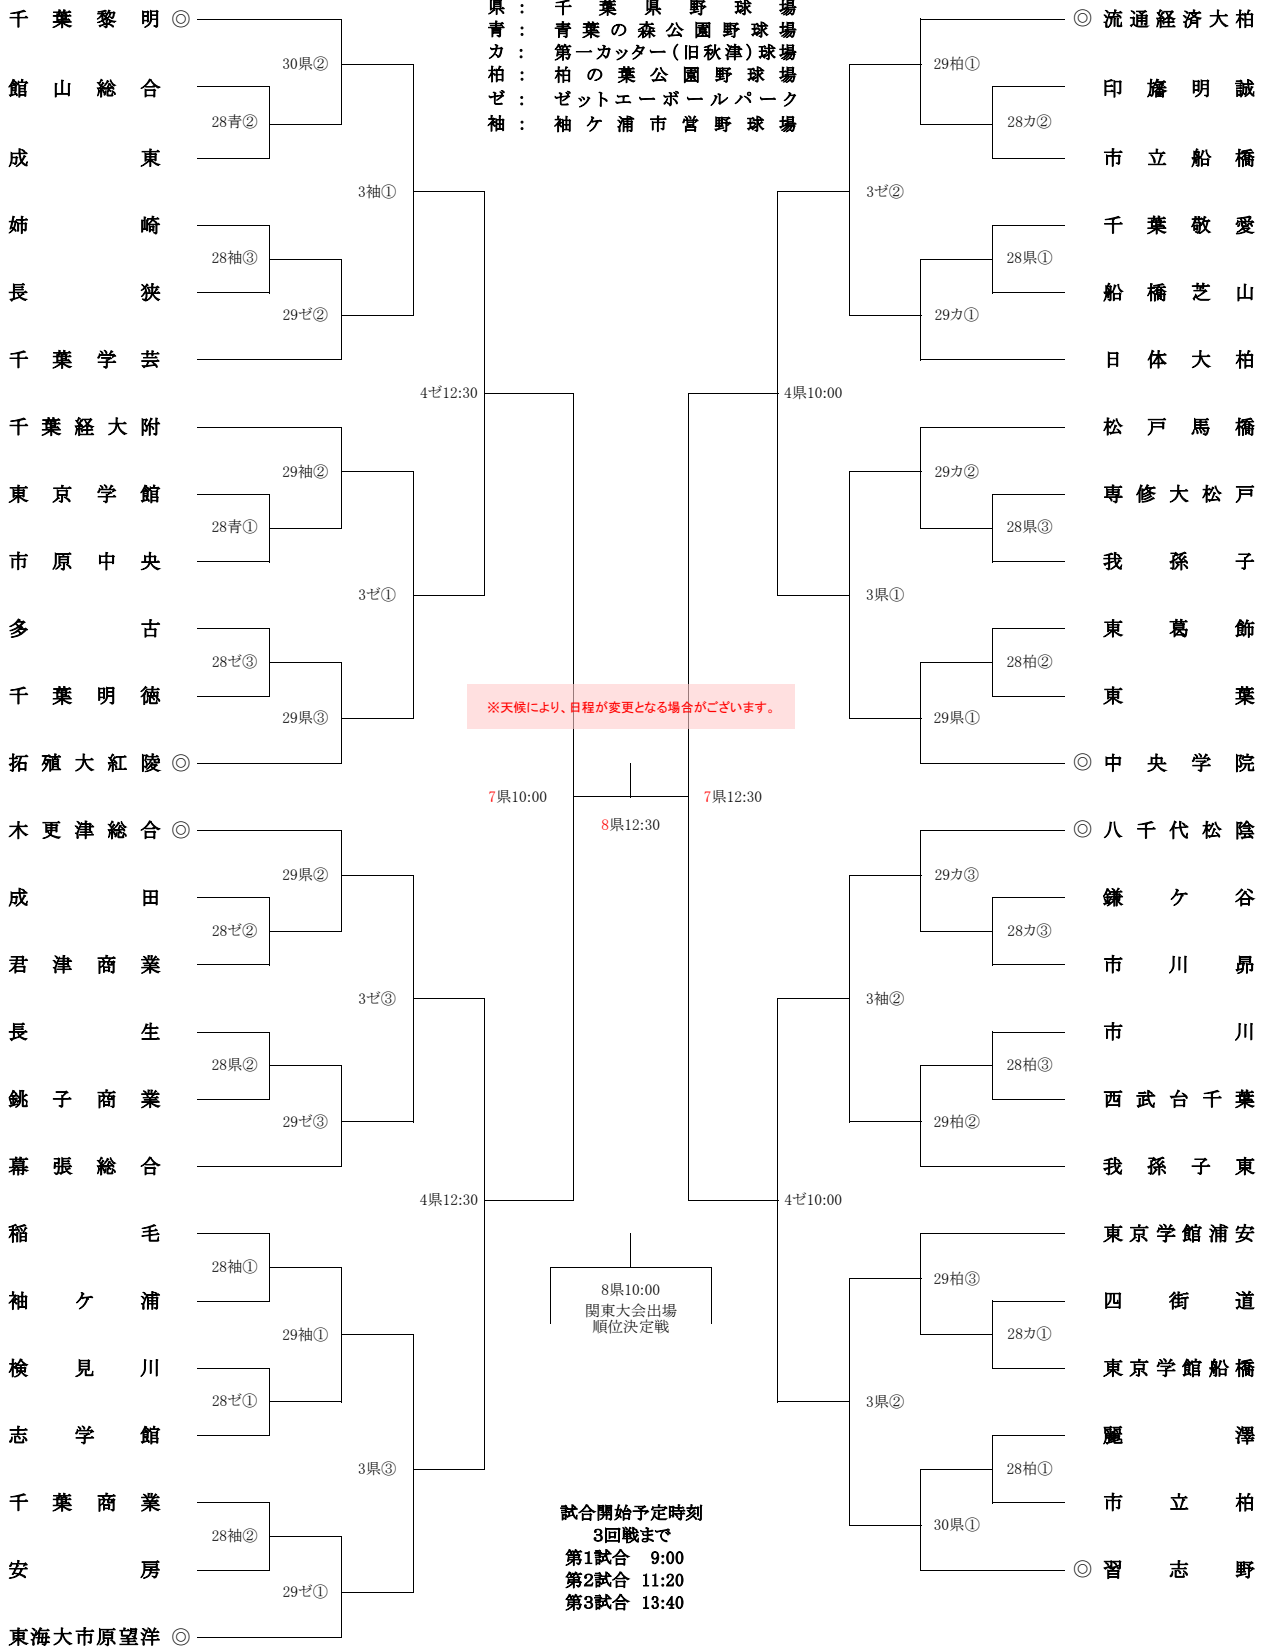 県：千葉県野球場
青：青葉の森公園野球場
カ：第一カッター（旧秋津）球場
柏：柏の葉公園野球場
ゼ：ゼットエーボールパーク
袖：袖ケ浦市営野球場
千葉黎明◎
30県②
館山総合
28青②
成東
3袖①
姉崎
28袖③
長狭
29ゼ②
千葉学芸
4ゼ12:30
千葉経大附
29袖②
東京学館
28青①
市原中央
3ゼ①
多古
28ゼ③
千葉明徳
29県③
拓殖大紅陵◎
7県10:00
木更津総合◎
29県②
成田
28ゼ②
君津商業
3ゼ③
長生
28県②
銚子商業
29ゼ③
幕張総合
4県12:30
稲毛
28袖①
袖ケ浦
29袖①
検見川
28ゼ①
志学館
3県③
千葉商業
28袖②
安房
29ゼ①
東海大市原望洋◎
※天候により、日程が変更となる場合がございます。
8県12:30
8県10:00
関東大会出場
順位決定戦
試合開始予定時刻
3回戦まで
第1試合　9:00
第2試合　11:20
第3試合　13:40
◎流通経済大柏
29柏①
印旛明誠
28カ②
市立船橋
3ゼ②
千葉敬愛
28県①
船橋芝山
29カ①
日体大柏
4県10:00
松戸馬橋
29カ②
専修大松戸
28県③
我孫子
3県①
東葛飾
28柏②
東葉
29県①
◎中央学院
7県12:30
◎八千代松陰
29カ③
鎌ケ谷
28カ③
市川昴
3袖②
市川
28柏③
西武台千葉
29柏②
我孫子東
4ゼ10:00
東京学館浦安
29柏③
四街道
28カ①
東京学館船橋
3県②
麗澤
28柏①
市立柏
30県①
◎習志野